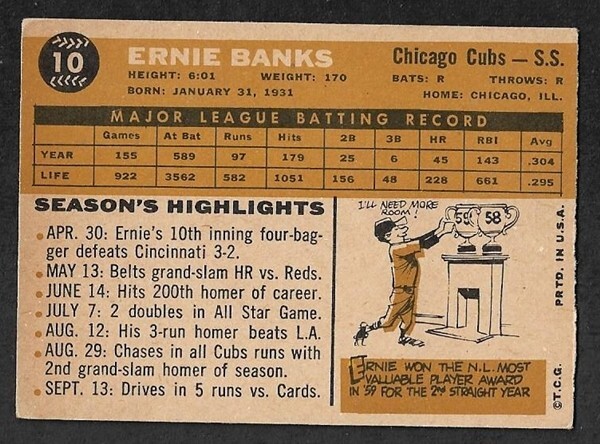 10
ERNIE BANKS
Chicago Cubs — S.S.
HEIGHT: 6:01 WEIGHT: 170 BATS: R THROWS: R
BORN: JANUARY 31, 1931 HOME: CHICAGO, ILL.
MAJOR LEAGUE BATTING RECORD
Games At Bat Runs Hits 2B 3B HR RBI Avg
YEAR 155 589 97 179 25 6 45 143 .304
LIFE 922 3562 582 1051 156 48 228 661 .295
SEASON'S HIGHLIGHTS
APR. 30: Ernie's 10th inning four-bag-
ger defeats Cincinnati 3-2.
MAY 13: Belts grand-slam HR vs. Reds.
JUNE 14: Hits 200th homer of career.
JULY 7: 2 doubles in All Star Game.
AUG. 12: His 3-run homer beats L.A.
AUG. 29: Chases in all Cubs runs with
2nd grand-slam homer of season.
SEPT. 13: Drives in 5 runs vs. Cards.
I'LL NEED MORE
ROOM!
59 58
ERNIE WON THE N.L. MOST
VALUABLE PLAYER AWARD
IN '59 FOR THE 2ND STRAIGHT YEAR
©T.C.G. PRTD. IN U.S.A.